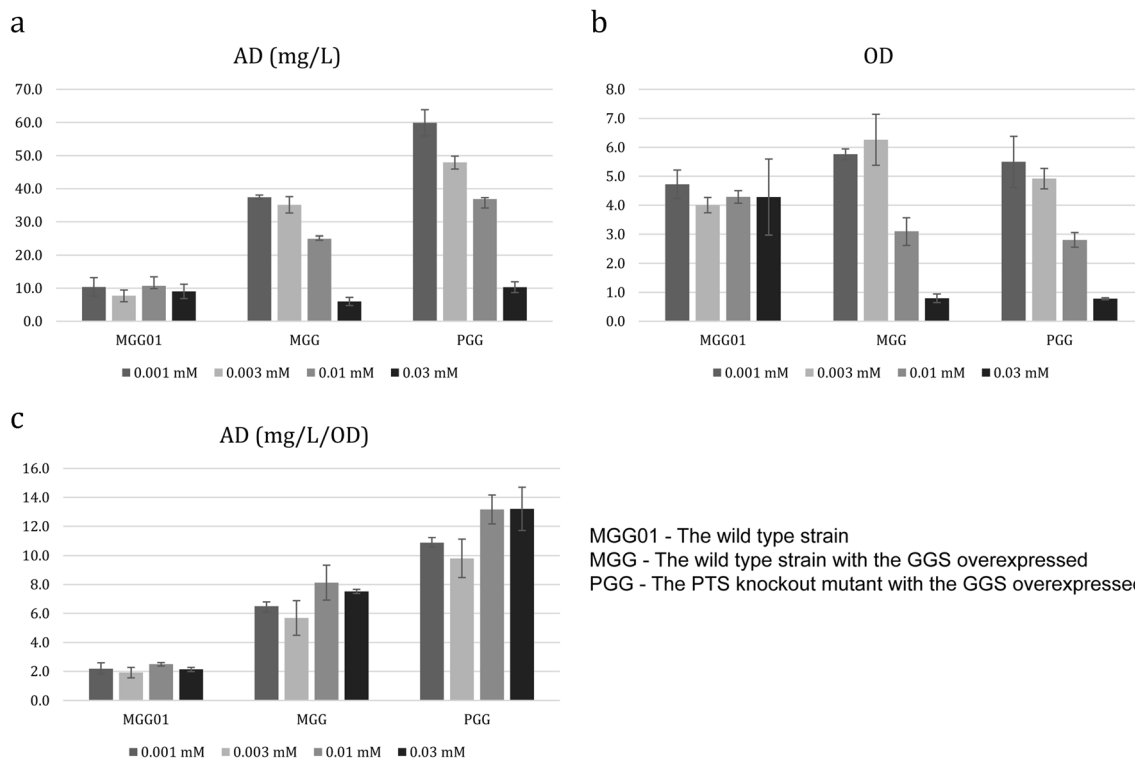 a
AD (mg/L)
70.0
60.0
50.0
40.0
30.0
20.0
10.0
0.0
MGG01 MGG PGG
0.001 mM 0.003 mM 0.01 mM 0.03 mM
b
OD
8.0
7.0
6.0
5.0
4.0
3.0
2.0
1.0
0.0
MGG01 MGG PGG
0.001 mM 0.003 mM 0.01 mM 0.03 mM
c
AD (mg/L/OD)
16.0
14.0
12.0
10.0
8.0
6.0
4.0
2.0
0.0
MGG01 MGG PGG
0.001 mM 0.003 mM 0.01 mM 0.03 mM
MGG01 - The wild type strain
MGG - The wild type strain with the GGS overexpressed
PGG - The PTS knockout mutant with the GGS overexpressed